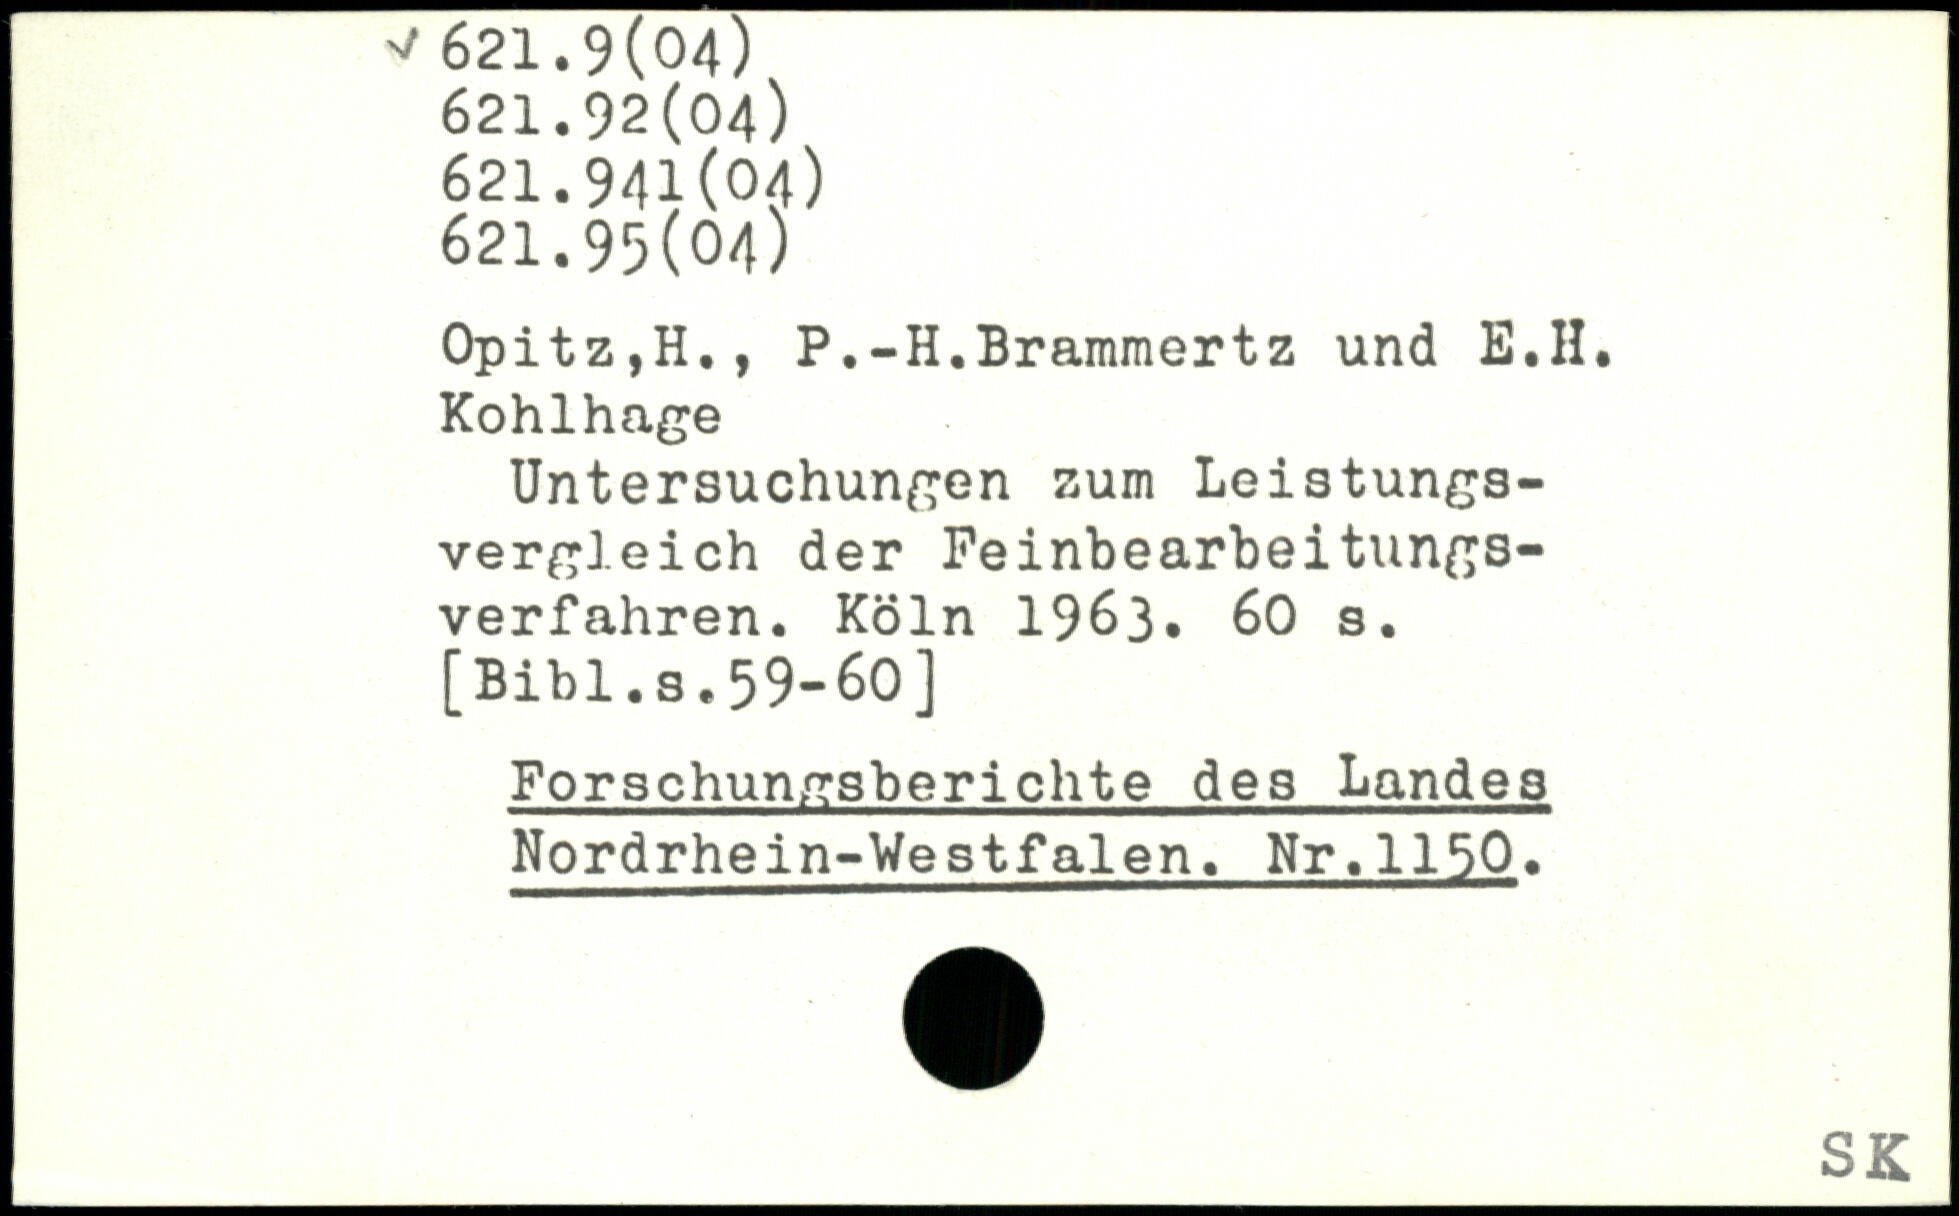 ✓ 621.9(04)
621.92(04)
621.941(04)
621.95(04)
Opitz,H., P.-H.Brammertz und E.H.
Kohlhage
Untersuchungen zum Leistungs-
vergleich der Feinbearbeitungs-
verfahren. Köln 1963. 60 s.
[Bibl.s.59-60]
Forschungsberichte des Landes
Nordrhein-Westfalen. Nr.1150.
SK